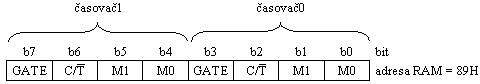 časovač1 časovač0
b7 b6 b5 b4 b3 b2 b1 b0 bit
GATE C/T̅ M1 M0 GATE C/T̅ M1 M0 adresa RAM = 89H